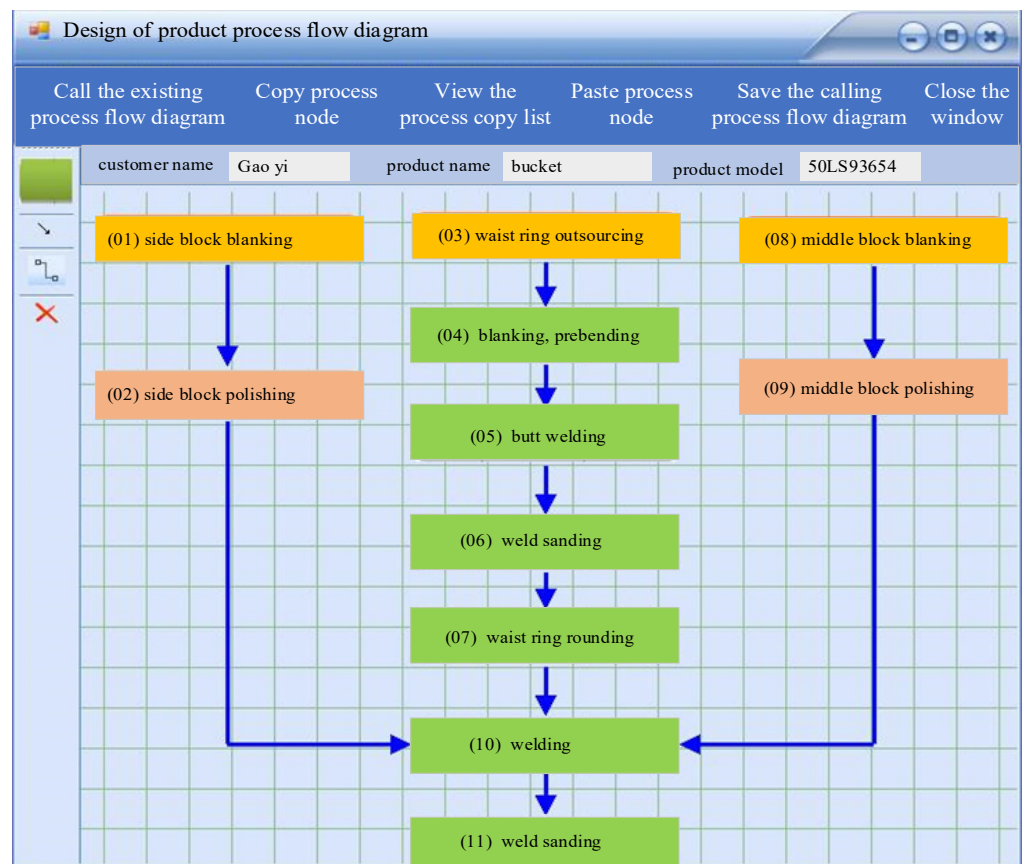 Design of product process flow diagram
Call the existing
process flow diagram
Copy process
node
View the
process copy list
Paste process
node
Save the calling
process flow diagram
Close the
window
customer name
Gao yi
product name
bucket
product model
50LS93654
(01) side block blanking
(03) waist ring outsourcing
(08) middle block blanking
(04) blanking, prebending
(02) side block polishing
(09) middle block polishing
(05) butt welding
(06) weld sanding
(07) waist ring rounding
(10) welding
(11) weld sanding